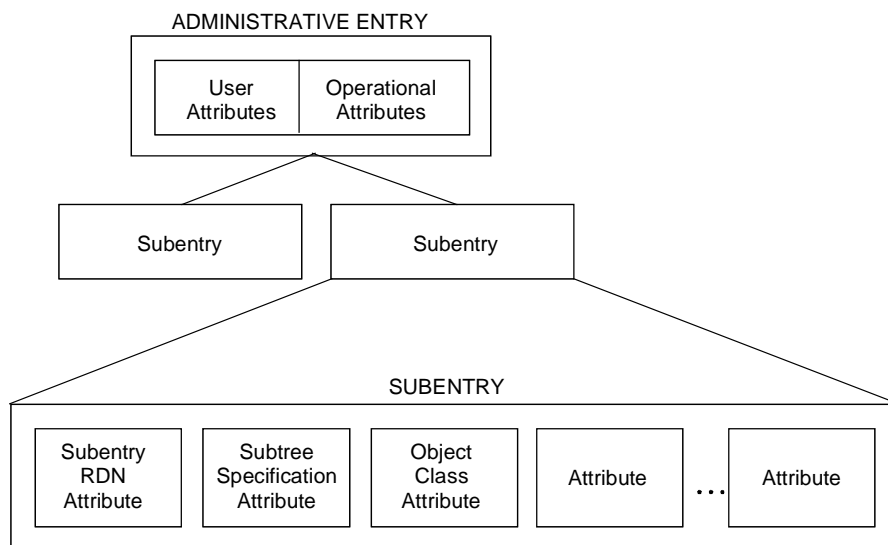 ADMINISTRATIVE ENTRY
User
Attributes
Operational
Attributes
Subentry
Subentry
SUBENTRY
Subentry
RDN
Attribute
Subtree
Specification
Attribute
Object
Class
Attribute
Attribute
...
Attribute